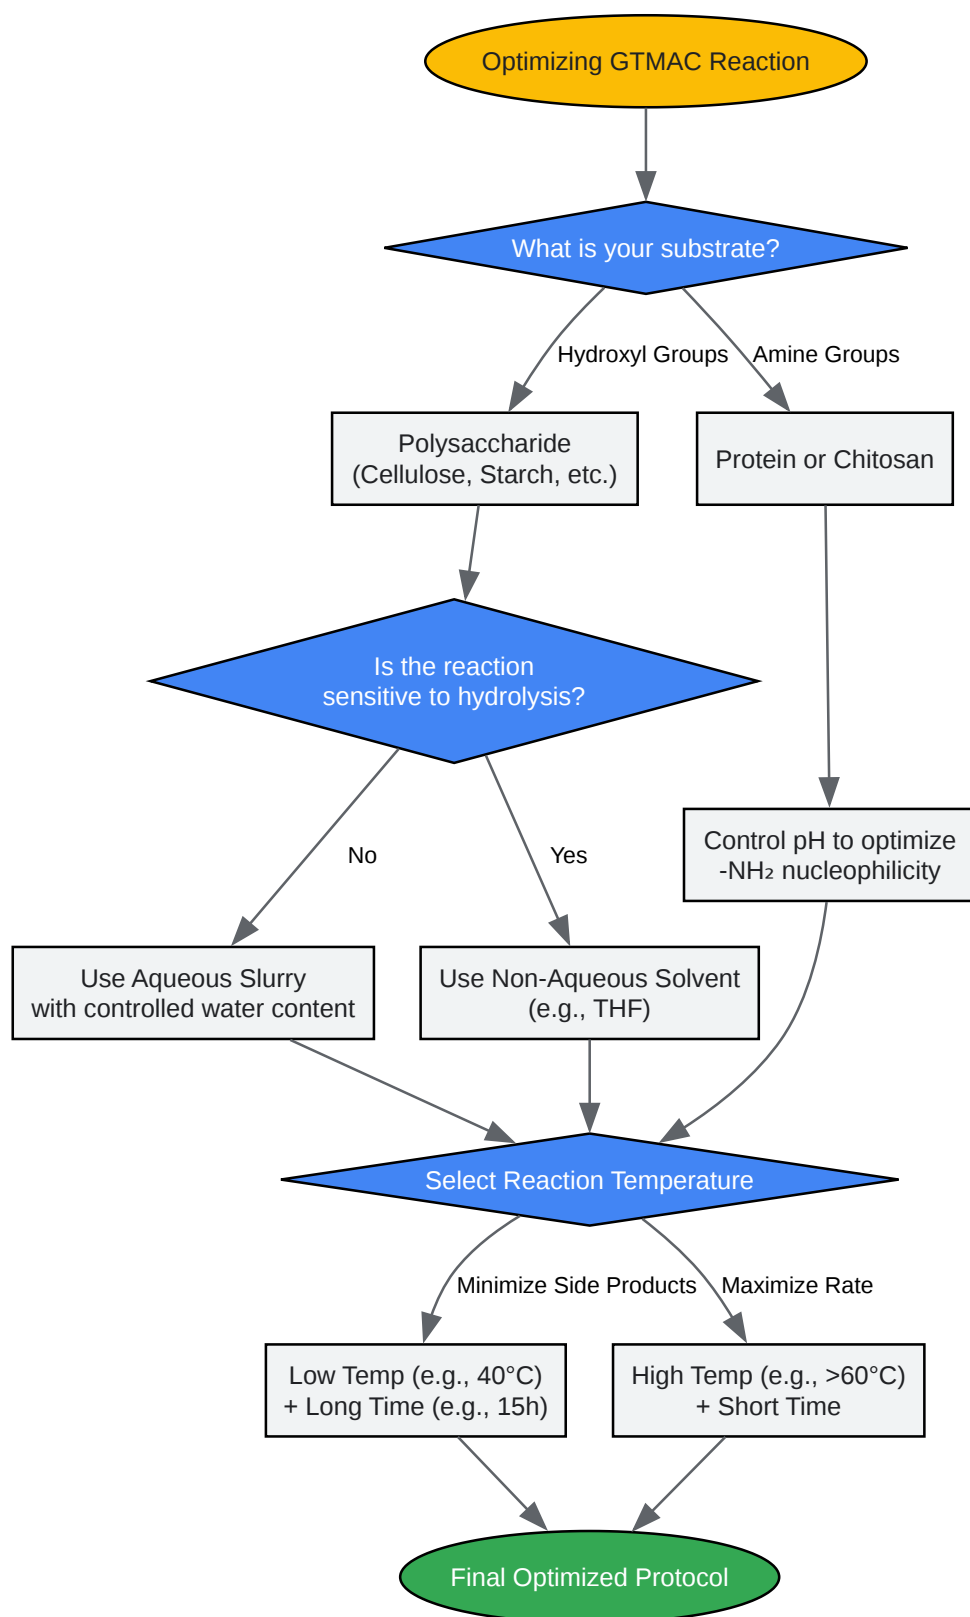 Optimizing GTMAC Reaction
What is your substrate?
Hydroxyl Groups
Amine Groups
Polysaccharide
(Cellulose, Starch, etc.)
Protein or Chitosan
Is the reaction
sensitive to hydrolysis?
Control pH to optimize
-NH₂ nucleophilicity
No
Yes
Use Aqueous Slurry
with controlled water content
Use Non-Aqueous Solvent
(e.g., THF)
Select Reaction Temperature
Minimize Side Products
Maximize Rate
Low Temp (e.g., 40°C)
+ Long Time (e.g., 15h)
High Temp (e.g., >60°C)
+ Short Time
Final Optimized Protocol